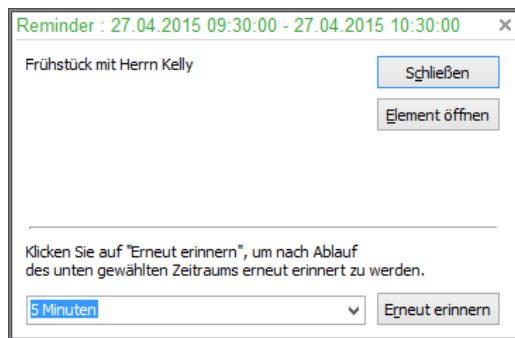 Reminder : 27.04.2015 09:30:00 - 27.04.2015 10:30:00
Frühstück mit Herrn Kelly
Schließen
Element öffnen
Klicken Sie auf "Erneut erinnern", um nach Ablauf
des unten gewählten Zeitraums erneut erinnert zu werden.
5 Minuten
Erneut erinnern